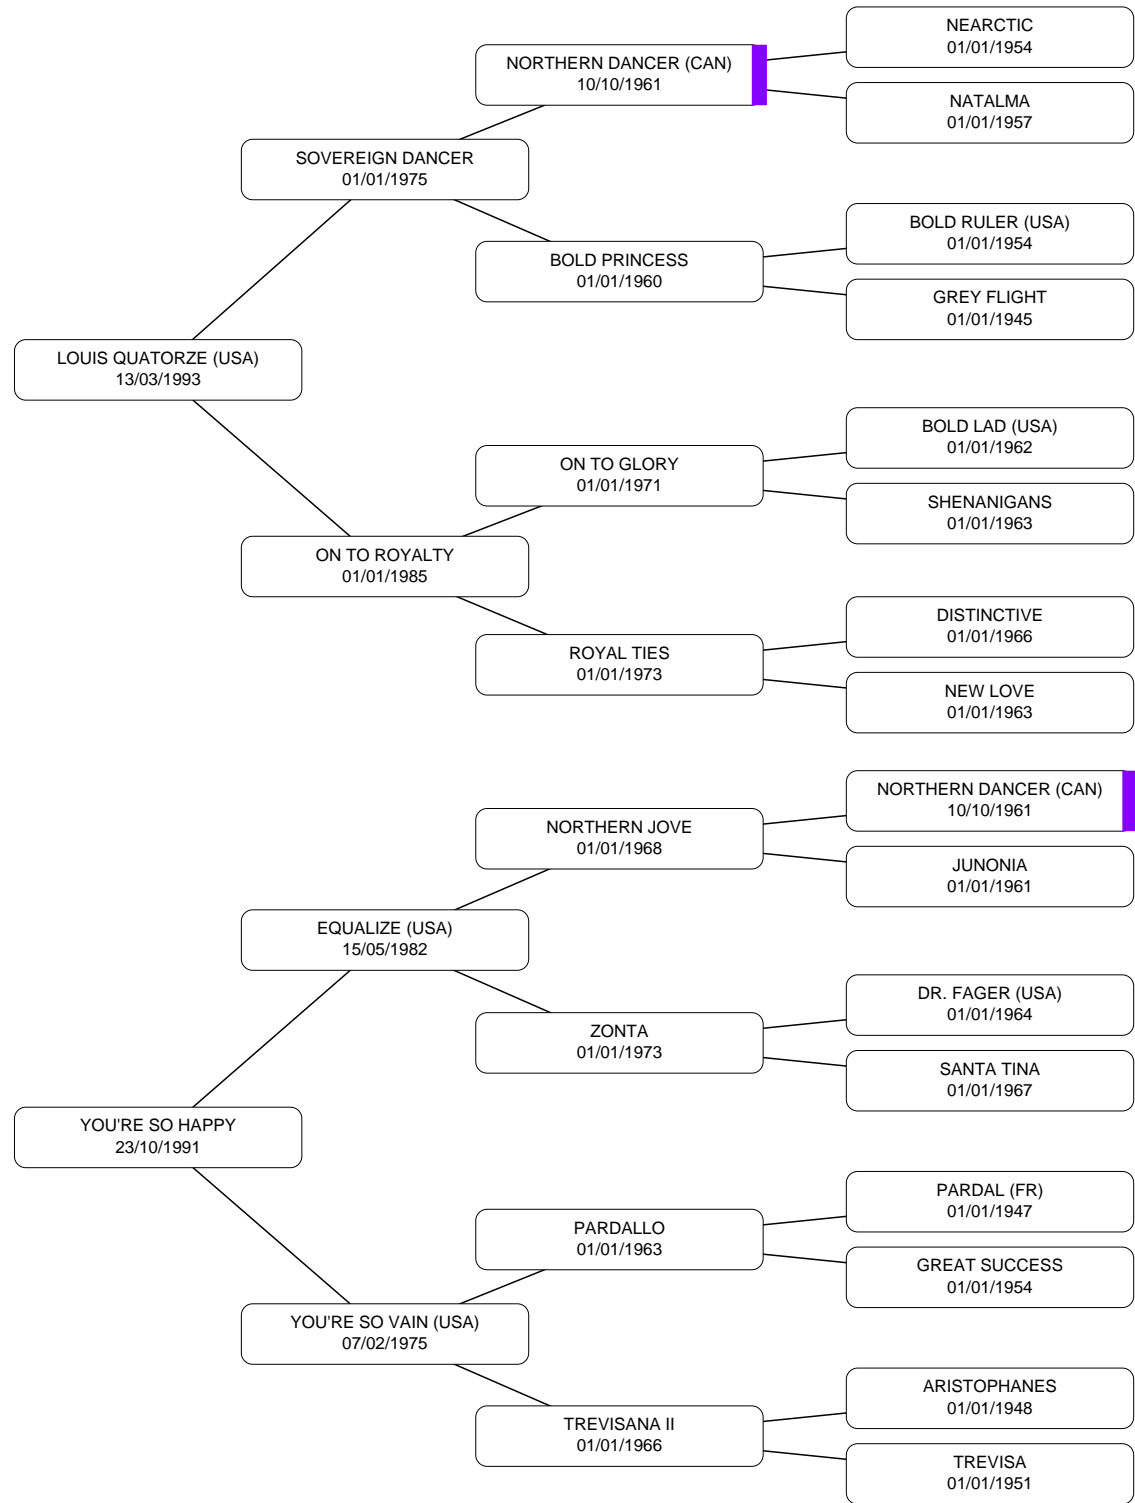 NEARCTIC
01/01/1954
NORTHERN DANCER (CAN)
10/10/1961
NATALMA
01/01/1957
SOVEREIGN DANCER
01/01/1975
BOLD RULER (USA)
01/01/1954
BOLD PRINCESS
01/01/1960
GREY FLIGHT
01/01/1945
LOUIS QUATORZE (USA)
13/03/1993
BOLD LAD (USA)
01/01/1962
ON TO GLORY
01/01/1971
SHENANIGANS
01/01/1963
ON TO ROYALTY
01/01/1985
DISTINCTIVE
01/01/1966
ROYAL TIES
01/01/1973
NEW LOVE
01/01/1963
NORTHERN DANCER (CAN)
10/10/1961
NORTHERN JOVE
01/01/1968
JUNONIA
01/01/1961
EQUALIZE (USA)
15/05/1982
DR. FAGER (USA)
01/01/1964
ZONTA
01/01/1973
SANTA TINA
01/01/1967
YOU'RE SO HAPPY
23/10/1991
PARDAL (FR)
01/01/1947
PARDALLO
01/01/1963
GREAT SUCCESS
01/01/1954
YOU'RE SO VAIN (USA)
07/02/1975
ARISTOPHANES
01/01/1948
TREVISANA II
01/01/1966
TREVISA
01/01/1951